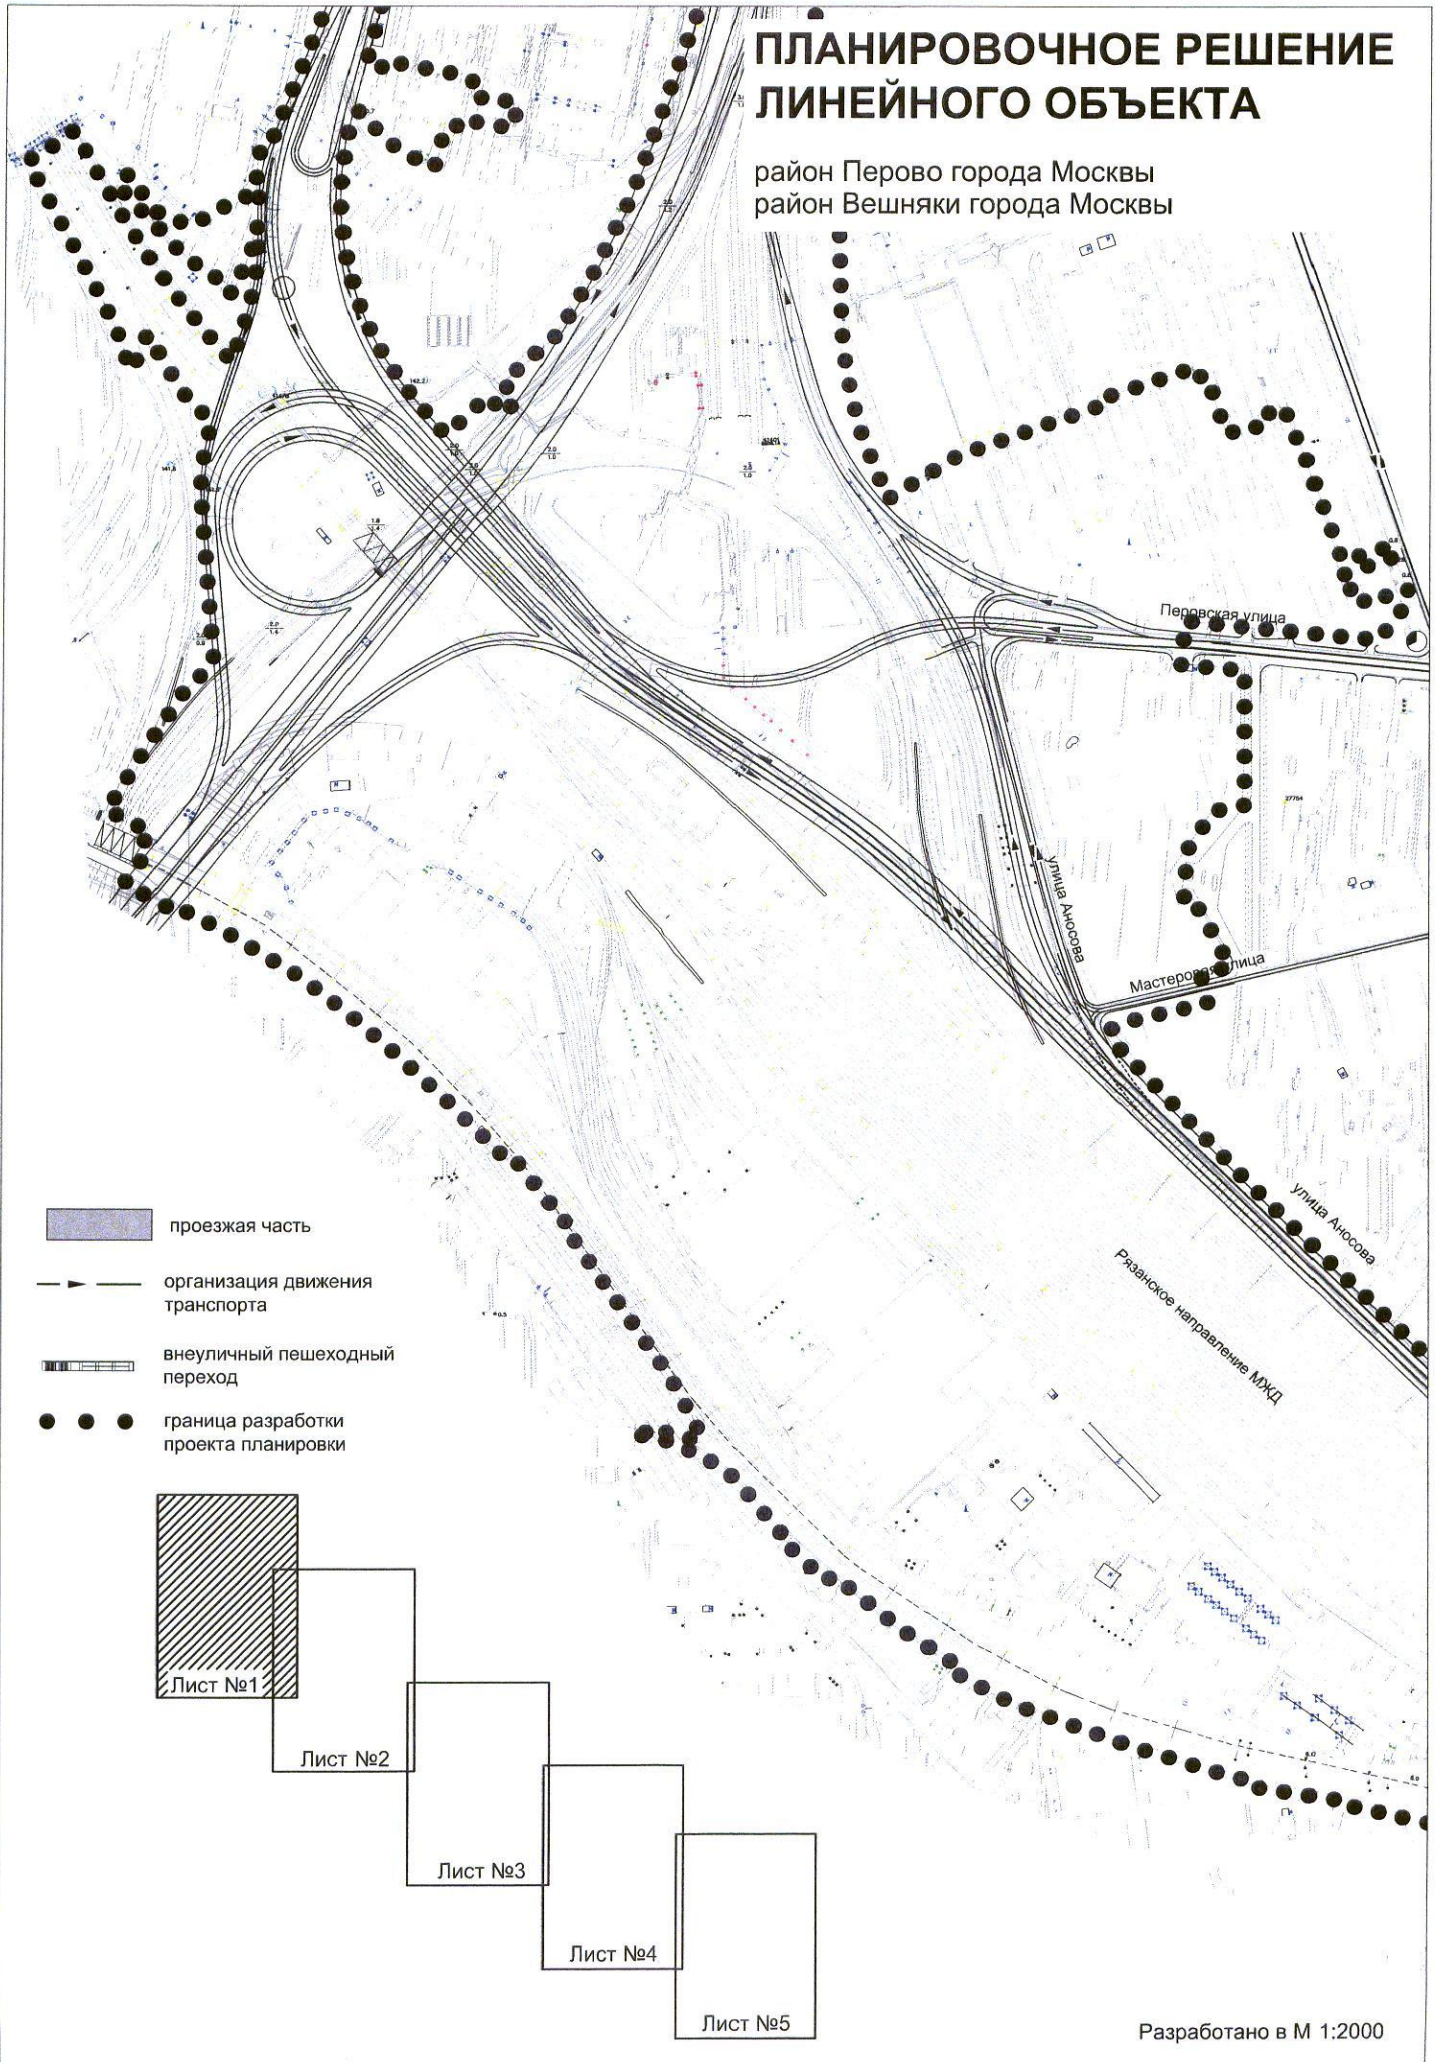 ПЛАНИРОВОЧНОЕ РЕШЕНИЕ
ЛИНЕЙНОГО ОБЪЕКТА
район Перово города Москвы
район Вешняки города Москвы
Перовская улица
улица Аносова
Мастеровая улица
улица Аносова
Рязанское направление МЖД
проезжая часть
организация движения
транспорта
внеуличный пешеходный
переход
граница разработки
проекта планировки
Лист №1
Лист №2
Лист №3
Лист №4
Лист №5
Разработано в М 1:2000